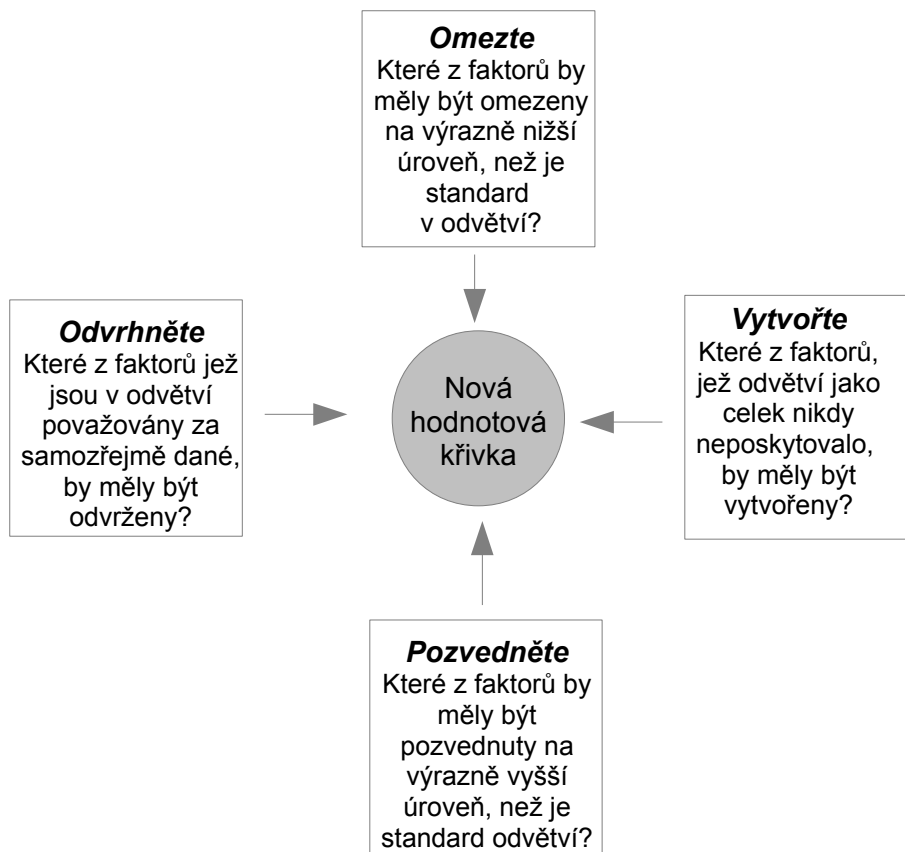 Omezte
Které z faktorů by
měly být omezeny
na výrazně nižší
úroveň, než je
standard
v odvětví?
Odvrhněte
Které z faktorů jež
jsou v odvětví
považovány za
samozřejmě dané,
by měly být
odvrženy?
Nová
hodnotová
křivka
Vytvořte
Které z faktorů,
jež odvětví jako
celek nikdy
neposkytovalo,
by měly být
vytvořeny?
Pozvedněte
Které z faktorů by
měly být
pozvednuty na
výrazně vyšší
úroveň, než je
standard odvětví?